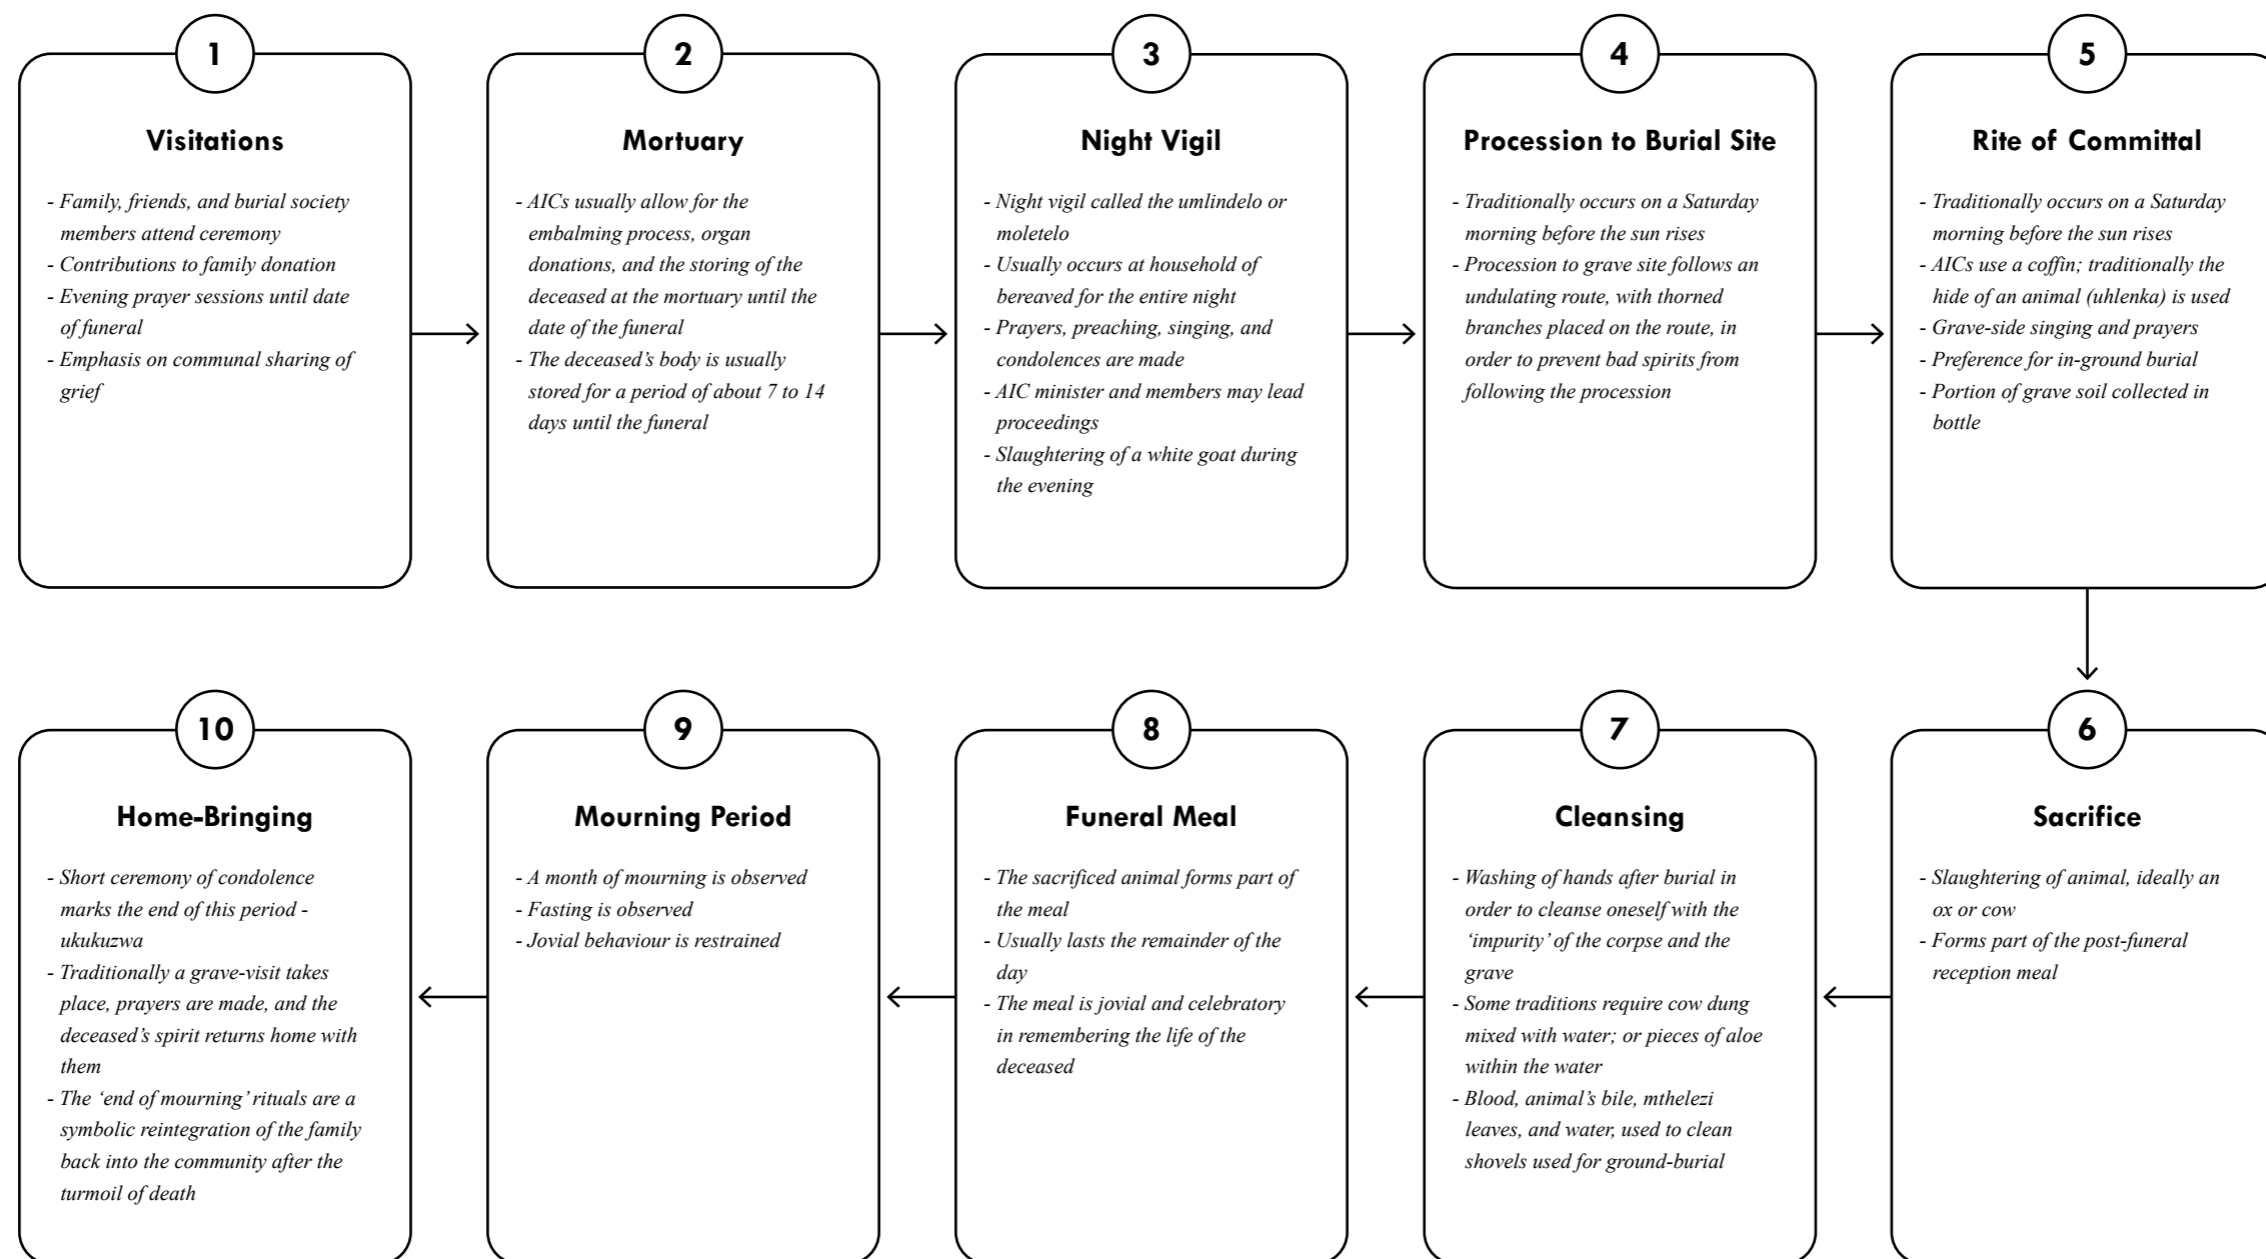 1
Visitations
- Family, friends, and burial society
members attend ceremony
- Contributions to family donation
- Evening prayer sessions until date
of funeral
- Emphasis on communal sharing of
grief
2
Mortuary
- AICs usually allow for the
embalming process, organ
donations, and the storing of the
deceased at the mortuary until the
date of the funeral
- The deceased's body is usually
stored for a period of about 7 to 14
days until the funeral
3
Night Vigil
- Night vigil called the umlindelo or
moletelo
- Usually occurs at household of
bereaved for the entire night
- Prayers, preaching, singing, and
condolences are made
- AIC minister and members may lead
proceedings
- Slaughtering of a white goat during
the evening
4
Procession to Burial Site
- Traditionally occurs on a Saturday
morning before the sun rises
- Procession to grave site follows an
undulating route, with thorned
branches placed on the route, in
order to prevent bad spirits from
following the procession
5
Rite of Committal
- Traditionally occurs on a Saturday
morning before the sun rises
- AICs use a coffin; traditionally the
hide of an animal (uhlenka) is used
- Grave-side singing and prayers
- Preference for in-ground burial
- Portion of grave soil collected in
bottle
6
Sacrifice
- Slaughtering of animal, ideally an
ox or cow
- Forms part of the post-funeral
reception meal
7
Cleansing
- Washing of hands after burial in
order to cleanse oneself with the
‘impurity’ of the corpse and the
grave
- Some traditions require cow dung
mixed with water; or pieces of aloe
within the water
- Blood, animal’s bile, mthelezi
leaves, and water, used to clean
shovels used for ground-burial
8
Funeral Meal
- The sacrificed animal forms part of
the meal
- Usually lasts the remainder of the
day
- The meal is jovial and celebratory
in remembering the life of the
deceased
9
Mourning Period
- A month of mourning is observed
- Fasting is observed
- Jovial behaviour is restrained
10
Home-Bringing
- Short ceremony of condolence
marks the end of this period -
ukukuzwa
- Traditionally a grave-visit takes
place, prayers are made, and the
deceased’s spirit returns home with
them
- The ‘end of mourning’ rituals are a
symbolic reintegration of the family
back into the community after the
turmoil of death